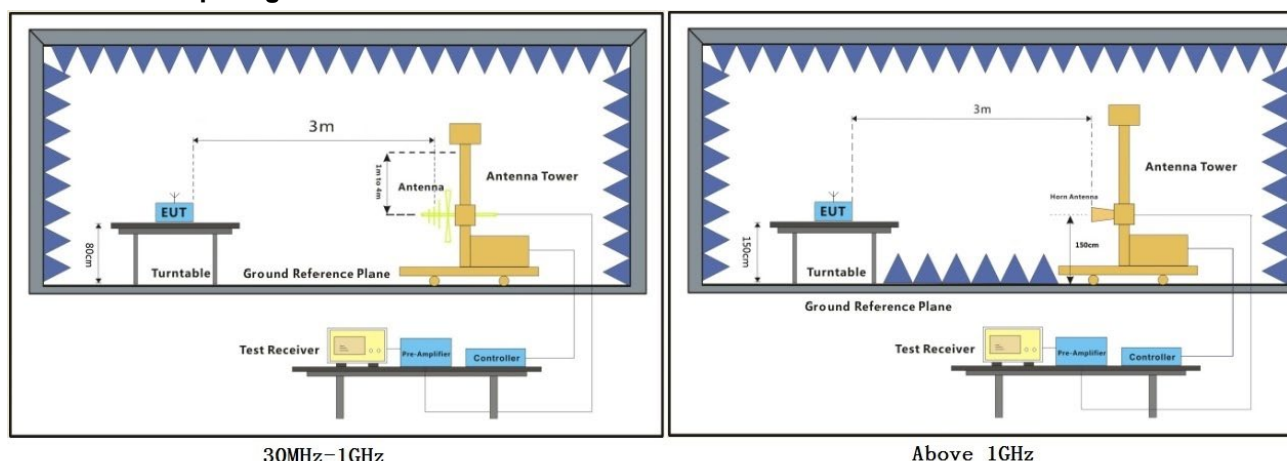 3m
1m to 4m
Antenna
Antenna Tower
EUT
80cm
Turntable
Ground Reference Plane
Test Receiver
Pre-Amplifier
Controller
30MHz-1GHz
3m
Antenna Tower
Horn Antenna
EUT
150cm
150cm
Turntable
Ground Reference Plane
Test Receiver
Pre-Amplifier
Controller
Above 1GHz